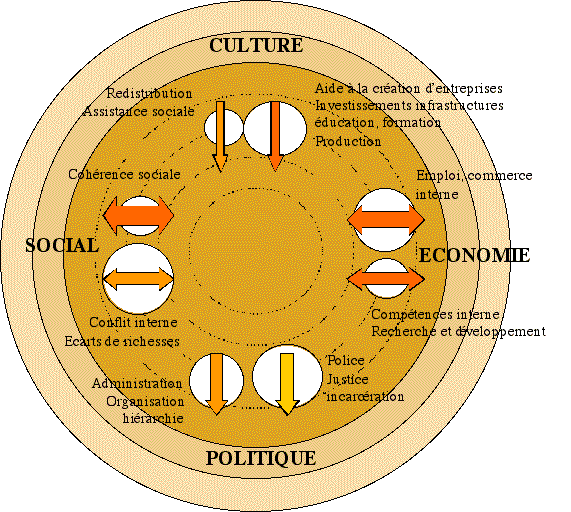 CULTURE
Redistribution
Assistance sociale
Aide à la création d'entreprises
Investissements infrastructures
éducation, formation
Production
Cohérence sociale
Emploi, commerce
interne
SOCIAL
ECONOMIE
Conflit interne
Ecarts de richesses
Compétences interne
Recherche et développement
Administration
Organisation
hiérarchie
Police
Justice
incarcération
POLITIQUE